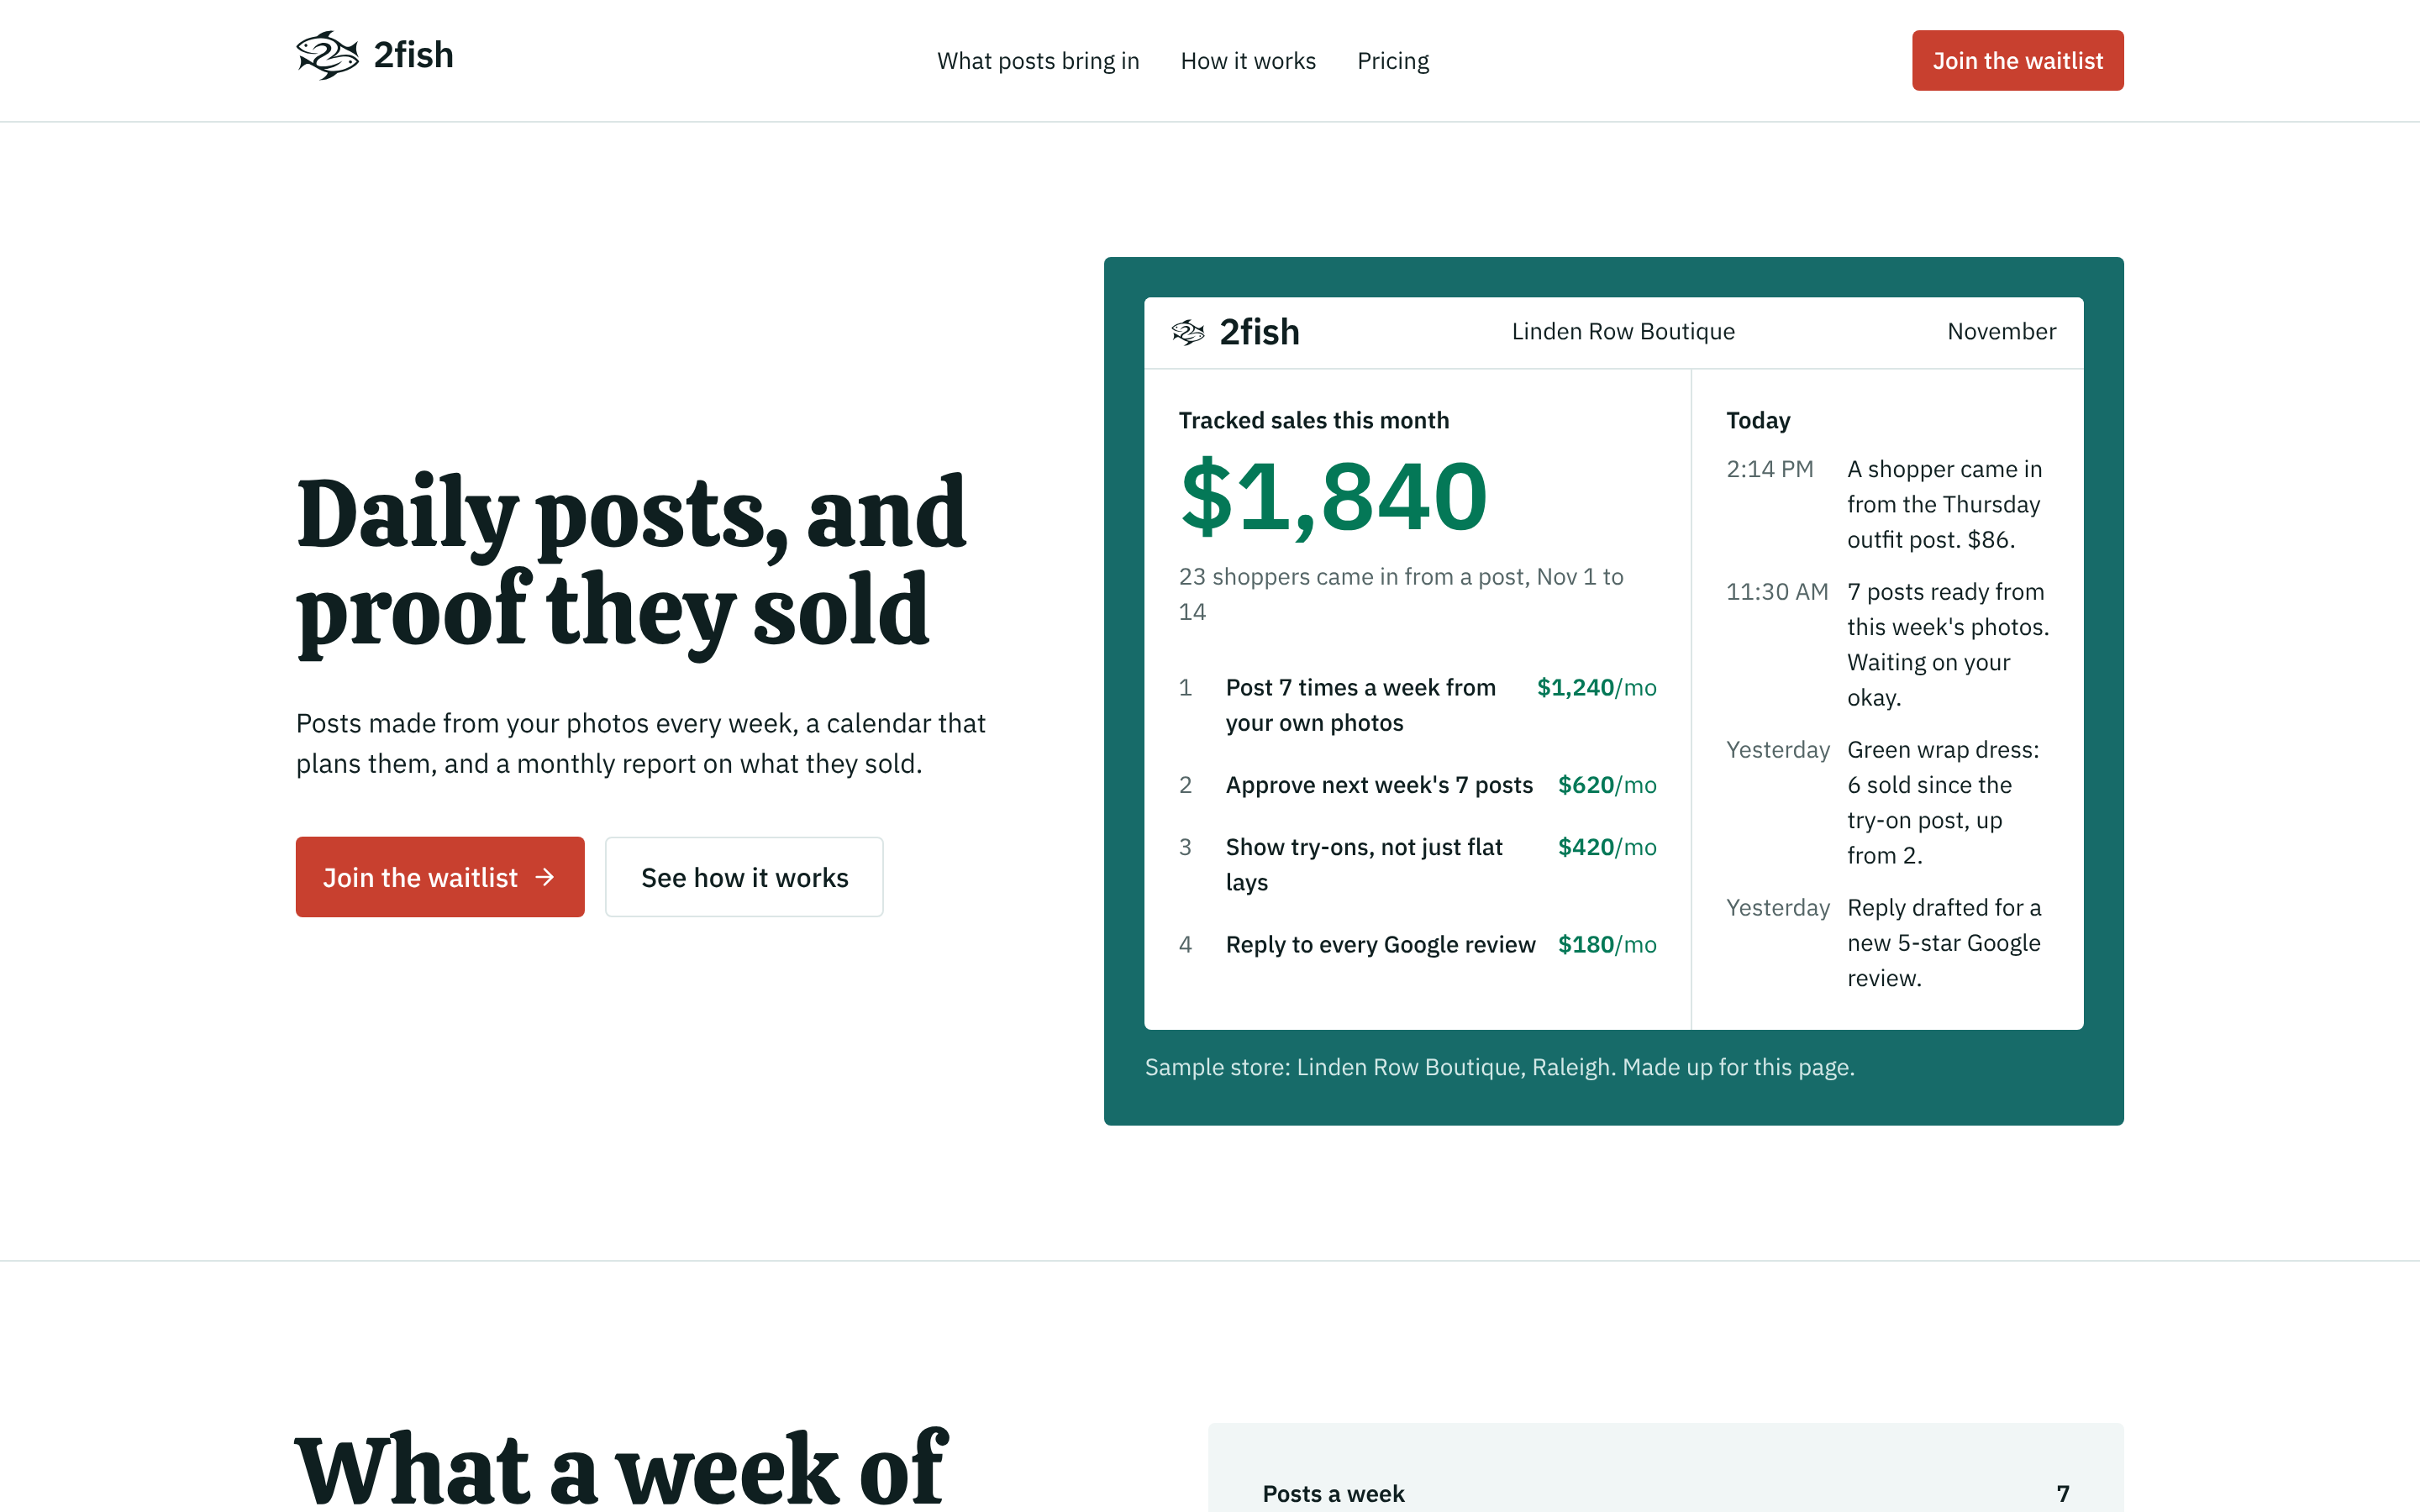 2fish
What posts bring in
How it works
Pricing
Join the waitlist
Daily posts, and
proof they sold
Posts made from your photos every week, a calendar that
plans them, and a monthly report on what they sold.
Join the waitlist →
See how it works
2fish
Linden Row Boutique
November
Tracked sales this month
$1,840
23 shoppers came in from a post, Nov 1 to
14
1 Post 7 times a week from $1,240/mo
your own photos
2 Approve next week's 7 posts $620/mo
3 Show try-ons, not just flat $420/mo
lays
4 Reply to every Google review $180/mo
Today
2:14 PM A shopper came in
from the Thursday
outfit post. $86.
11:30 AM 7 posts ready from
this week's photos.
Waiting on your
okay.
Yesterday Green wrap dress:
6 sold since the
try-on post, up
from 2.
Yesterday Reply drafted for a
new 5-star Google
review.
Sample store: Linden Row Boutique, Raleigh. Made up for this page.
What a week of
Posts a week 7